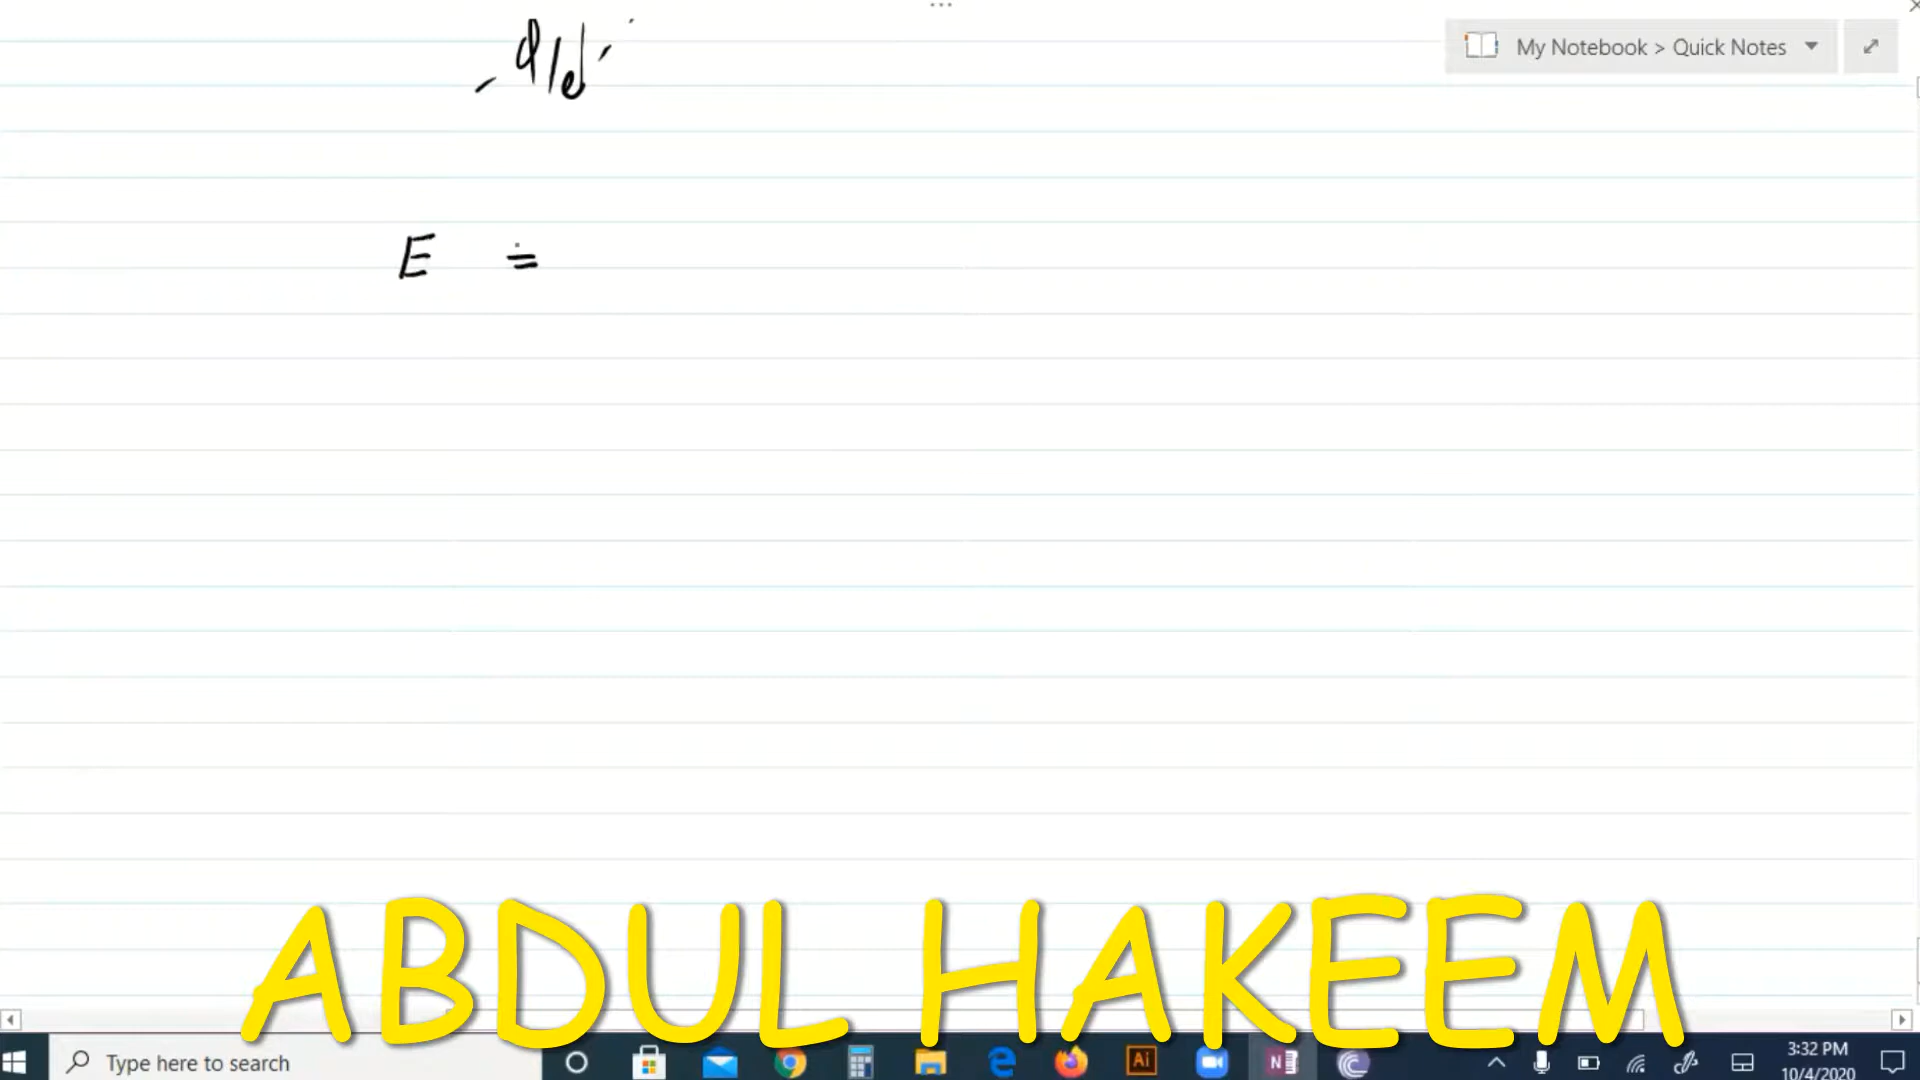 My Notebook > Quick Notes
E =
ABDUL HAKEEM
Type here to search
3:32 PM
10/4/2020